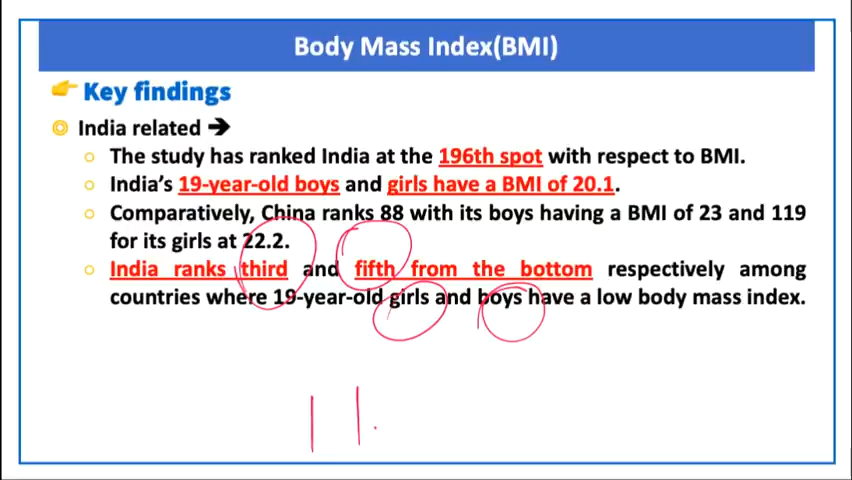 Body Mass Index(BMI)
Key findings
India related
The study has ranked India at the 196th spot with respect to BMI.
India's 19-year-old boys and girls have a BMI of 20.1.
Comparatively, China ranks 88 with its boys having a BMI of 23 and 119
for its girls at 22.2.
India ranks third and fifth from the bottom respectively among
countries where 19-year-old girls and boys have a low body mass index.